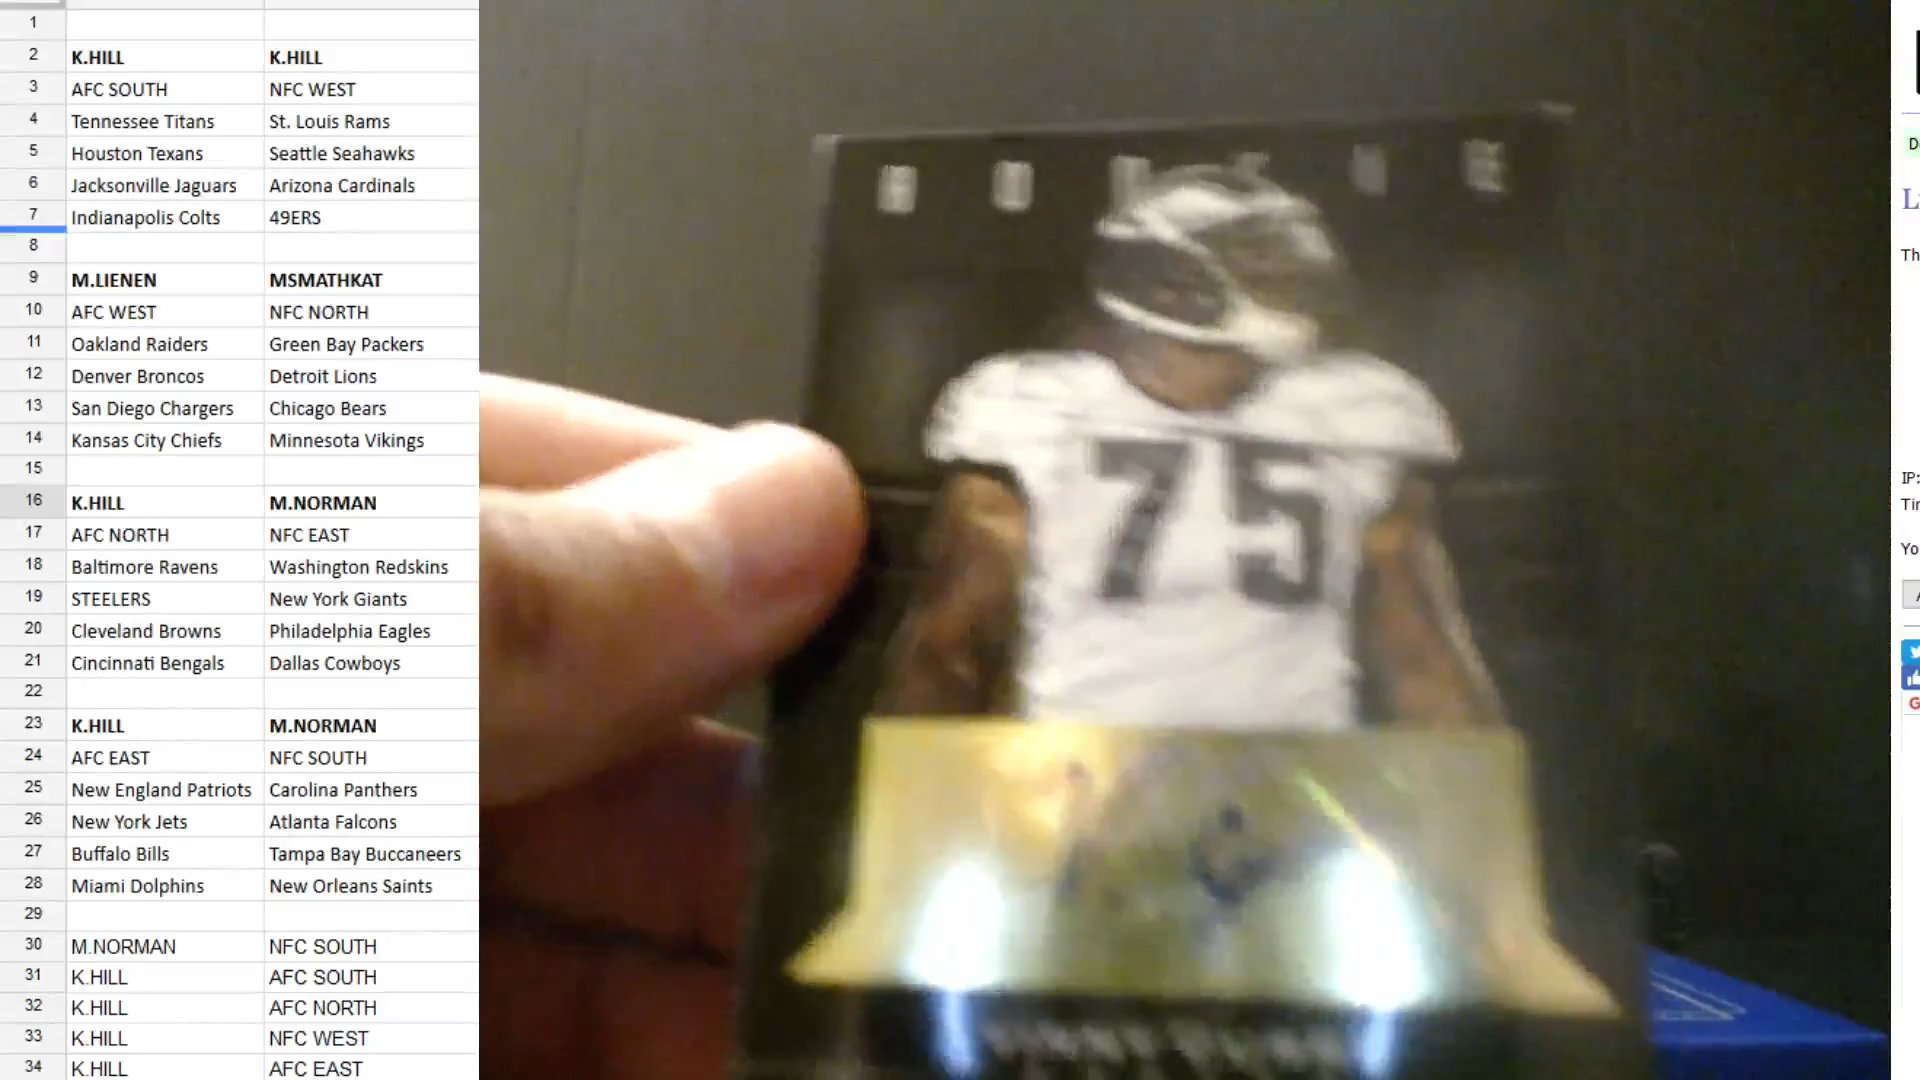 1
2 K.HILL K.HILL
3 AFC SOUTH NFC WEST
4 Tennessee Titans St. Louis Rams
5 Houston Texans Seattle Seahawks
6 Jacksonville Jaguars Arizona Cardinals
7 Indianapolis Colts 49ERS
8
9 M.LIENEN MSMATHKAT
10 AFC WEST NFC NORTH
11 Oakland Raiders Green Bay Packers
12 Denver Broncos Detroit Lions
13 San Diego Chargers Chicago Bears
14 Kansas City Chiefs Minnesota Vikings
15
16 K.HILL M.NORMAN
17 AFC NORTH NFC EAST
18 Baltimore Ravens Washington Redskins
19 STEELERS New York Giants
20 Cleveland Browns Philadelphia Eagles
21 Cincinnati Bengals Dallas Cowboys
22
23 K.HILL M.NORMAN
24 AFC EAST NFC SOUTH
25 New England Patriots Carolina Panthers
26 New York Jets Atlanta Falcons
27 Buffalo Bills Tampa Bay Buccaneers
28 Miami Dolphins New Orleans Saints
29
30 M.NORMAN NFC SOUTH
31 K.HILL AFC SOUTH
32 K.HILL AFC NORTH
33 K.HILL NFC WEST
34 K.HILL AFC EAST
75
IP: